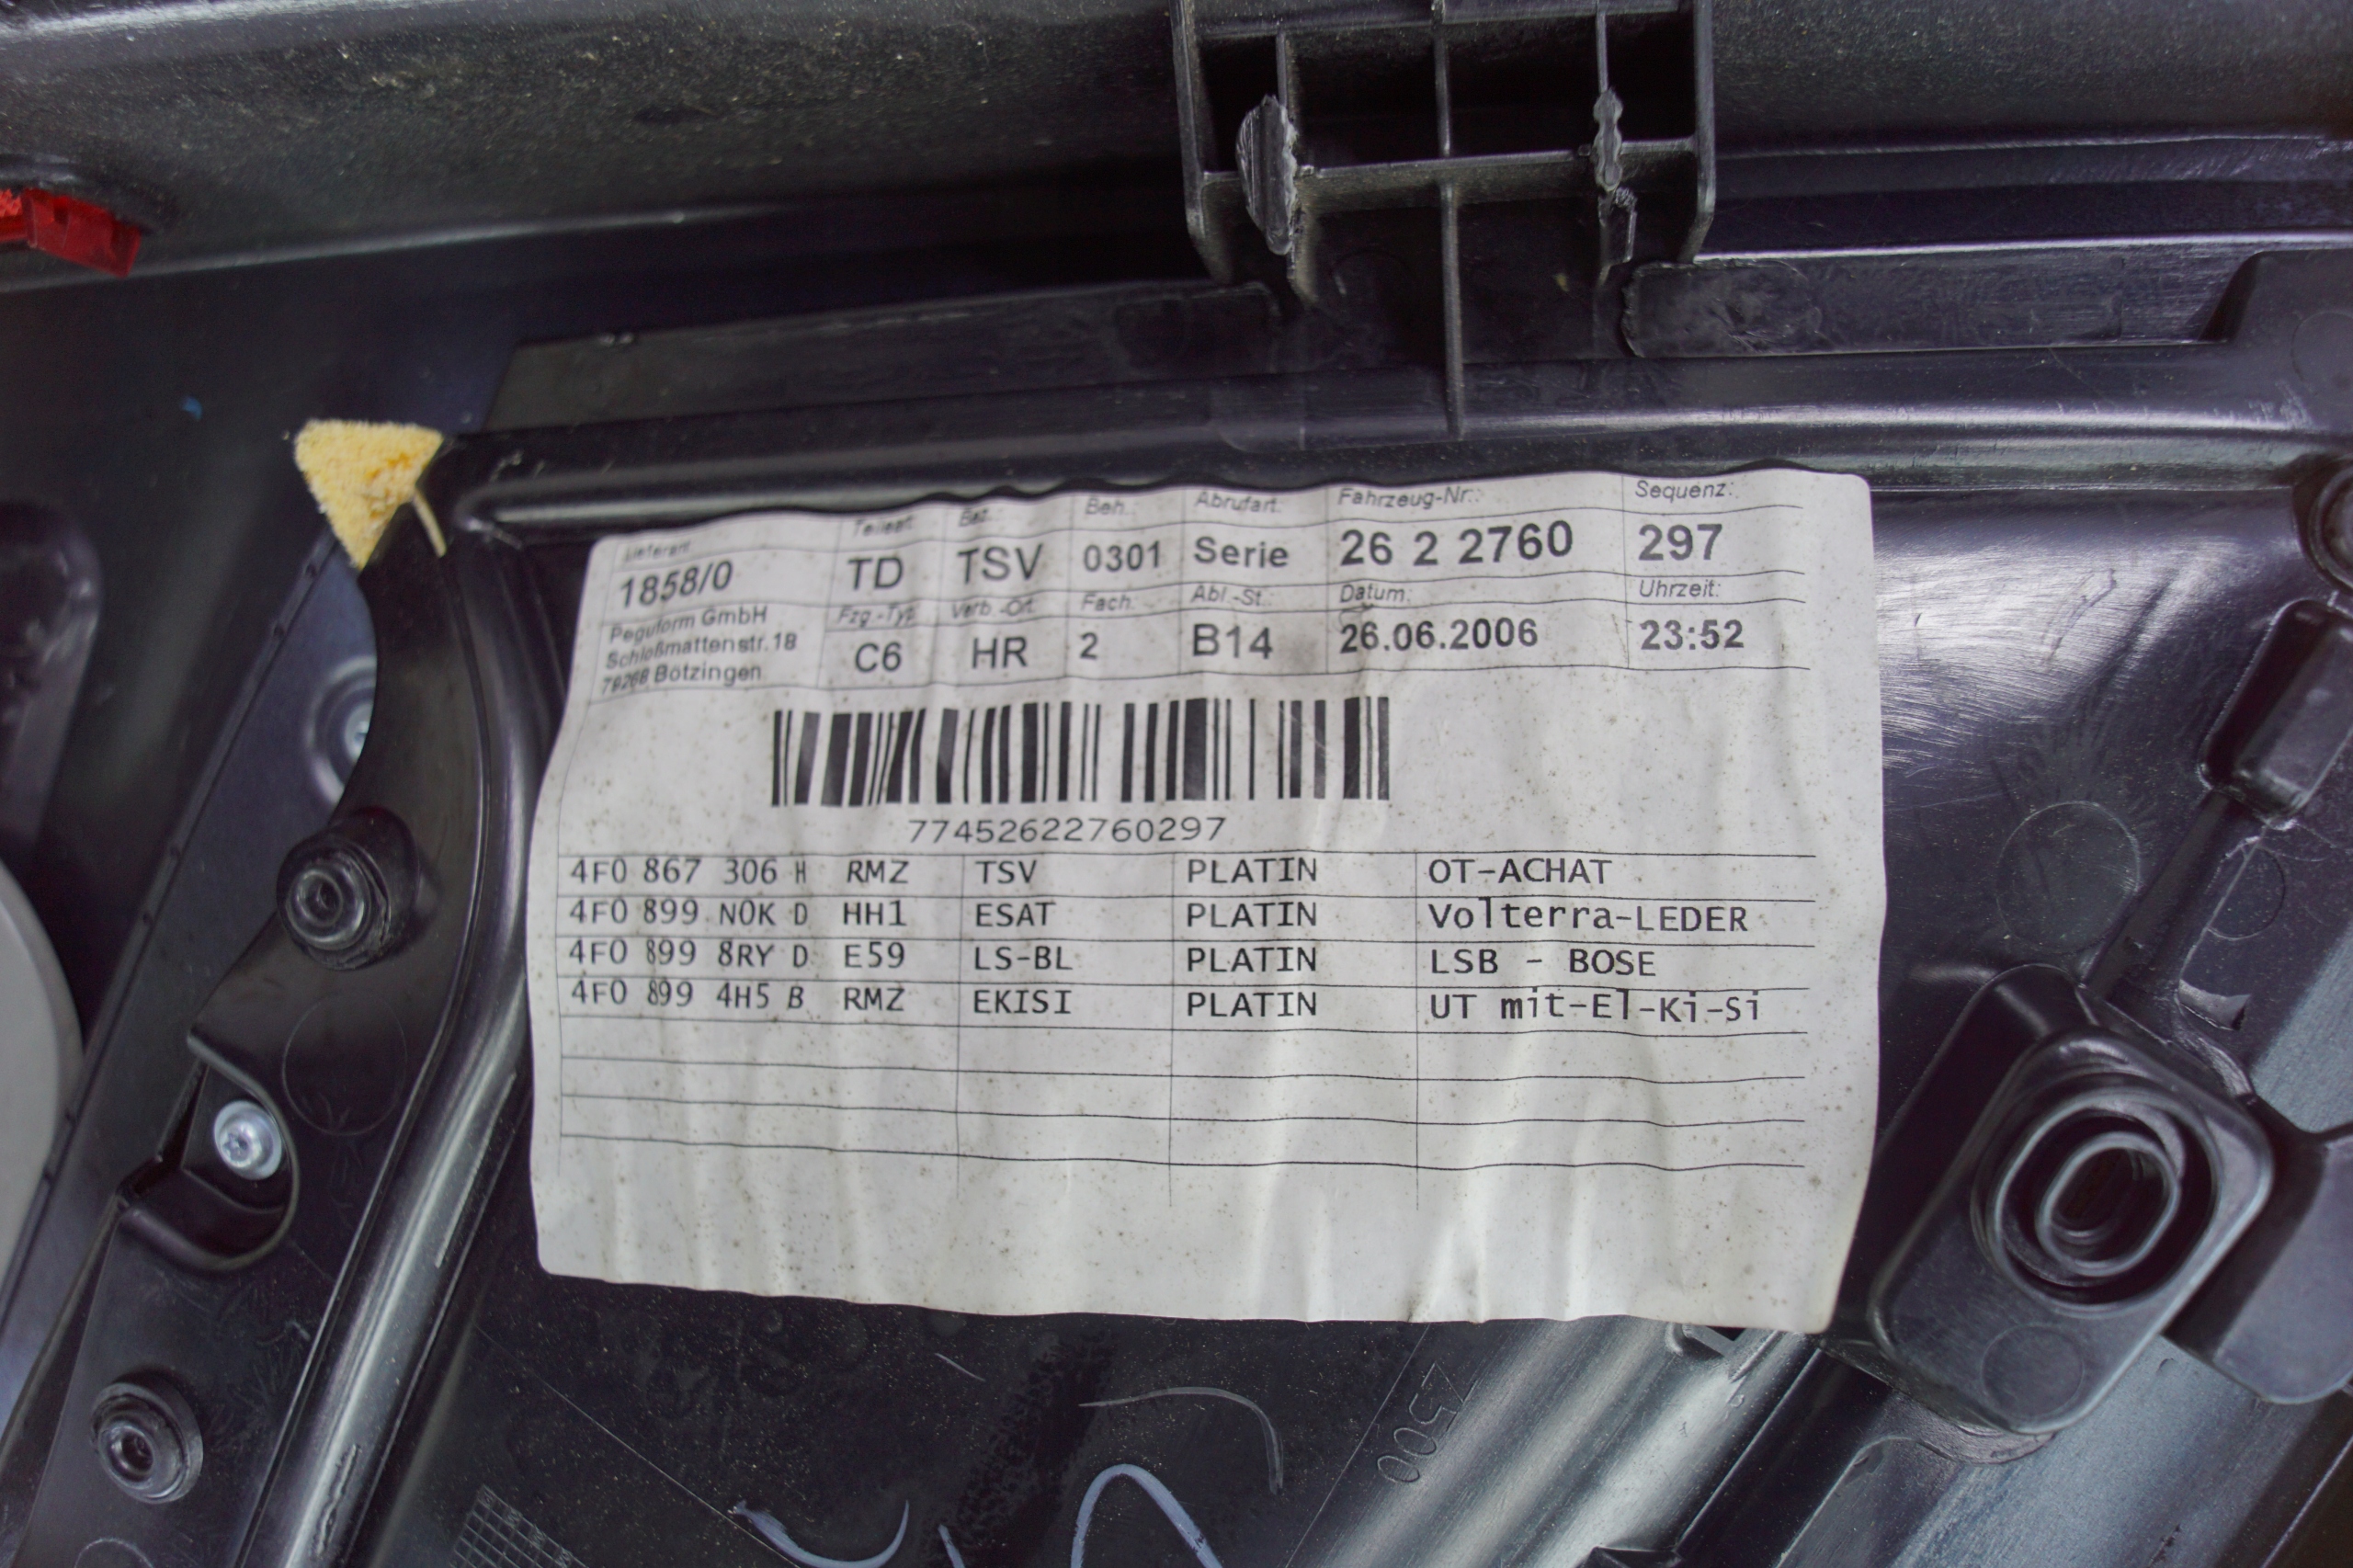 Lieferant Teileart Bez.: Beh.: Abrufart. Fahrzeug-Nr.: Sequenz:
1858/0 TD TSV 0301 Serie 26 2 2760 297
Peguform GmbH Fzg.-Typ Verb.-Ort Fach: Abl.-St.: Datum: Uhrzeit:
Schloßmattenstr.18 C6 HR 2 B14 26.06.2006 23:52
79268 Bötzingen
77452622760297
4F0 867 306 H RMZ TSV PLATIN OT-ACHAT
4F0 899 N0K D HH1 ESAT PLATIN Volterra-LEDER
4F0 899 8RY D E59 LS-BL PLATIN LSB - BOSE
4F0 899 4H5 B RMZ EKISI PLATIN UT mit-El-Ki-Si